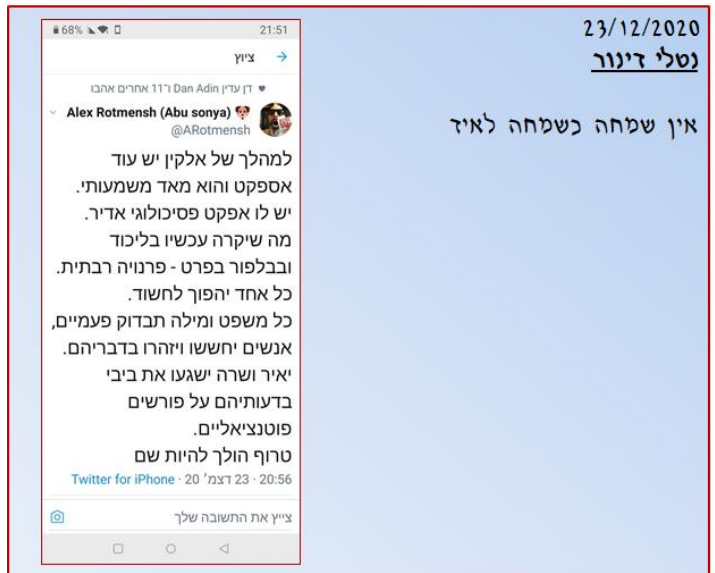 23/12/2020
נטלי דינור
אין שמחה כשמחה לאיד
68% 21:51
ציוץ
דן עדין Dan Adin ו־11 אחרים אהבו
Alex Rotmensh (Abu sonya)
@ARotmensh
למהלך של אלקין יש עוד
אספקט והוא מאד משמעותי.
יש לו אפקט פסיכולוגי אדיר.
מה שיקרה עכשיו בליכוד
ובבלפור בפרט - פרנויה רבתית.
כל אחד יהפוך לחשוד.
כל משפט ומילה תבדוק פעמיים,
אנשים יחששו ויזהרו בדבריהם.
יאיר ושרה ישגעו את ביבי
בדעותיהם על פורשים
פוטנציאליים.
טרוף הולך להיות שם
20:56 · 23 דצמ׳ 20 · Twitter for iPhone
צייץ את התשובה שלך